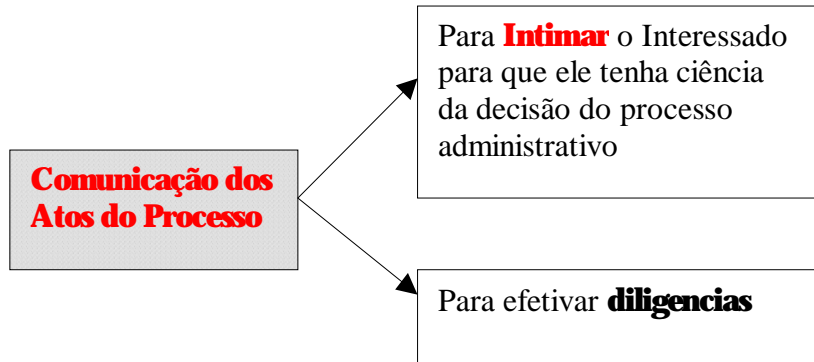 Para Intimar o Interessado
para que ele tenha ciência
da decisão do processo
administrativo
Comunicação dos
Atos do Processo
Para efetivar diligencias